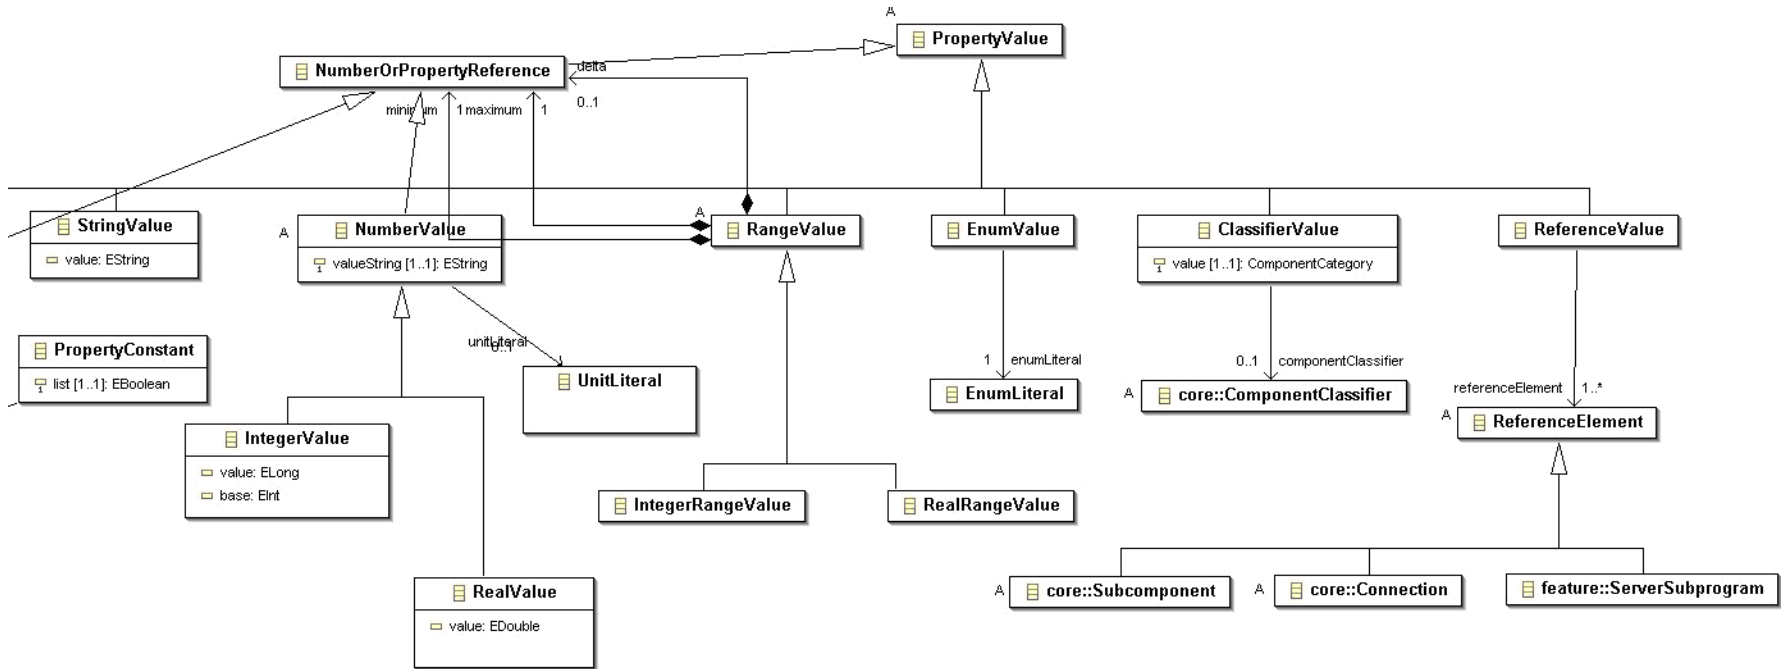 A
PropertyValue
NumberOrPropertyReference
delta
0..1
minimum
1
maximum
1
StringValue
value: EString
A
NumberValue
valueString [1..1]: EString
A
RangeValue
EnumValue
ClassifierValue
value [1..1]: ComponentCategory
ReferenceValue
PropertyConstant
list [1..1]: EBoolean
unitLiteral
0..1
UnitLiteral
1
enumLiteral
EnumLiteral
0..1
componentClassifier
A
core::ComponentClassifier
referenceElement
1..*
A
ReferenceElement
IntegerValue
value: ELong
base: EInt
IntegerRangeValue
RealRangeValue
RealValue
value: EDouble
A
core::Subcomponent
A
core::Connection
feature::ServerSubprogram